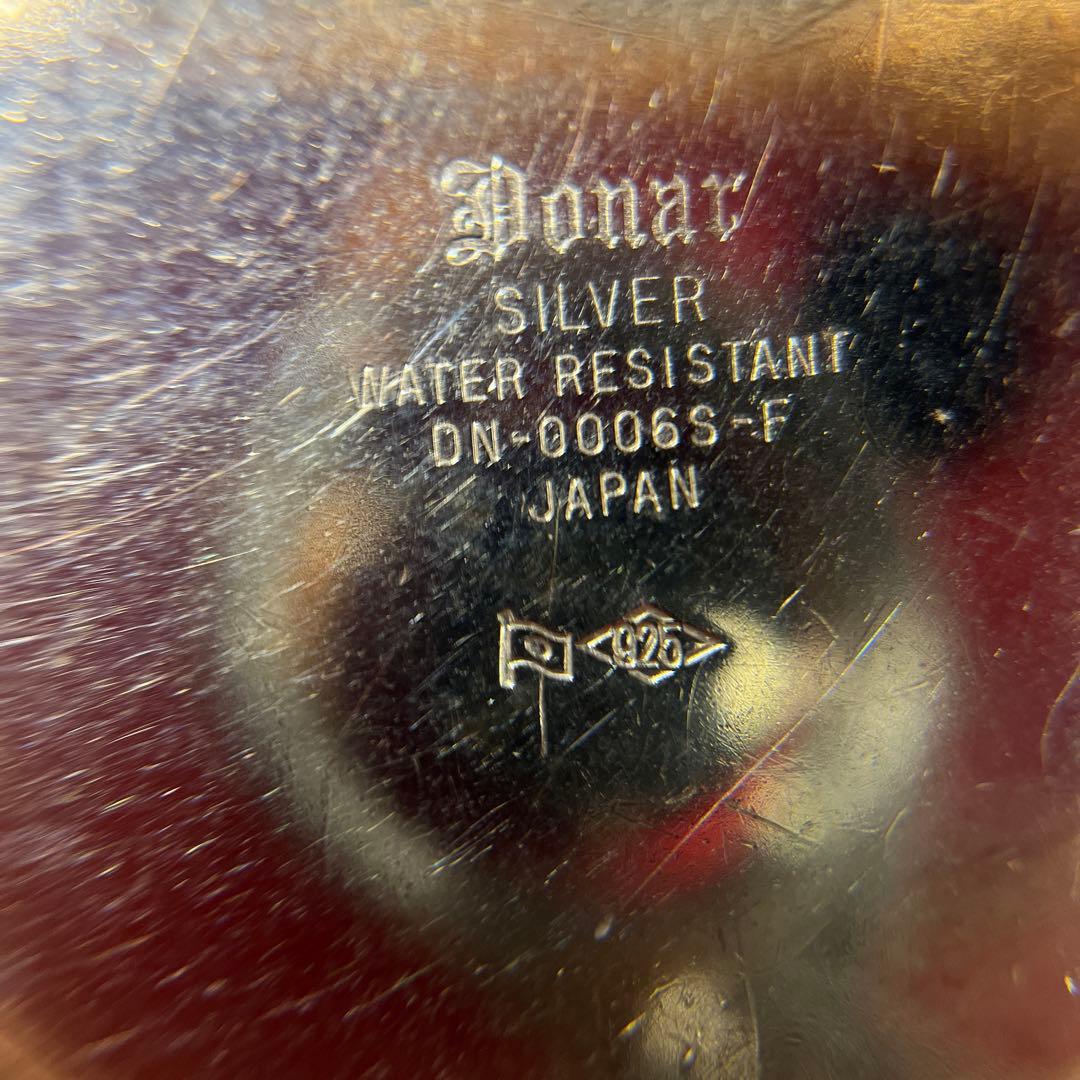 Donar
SILVER
WATER RESISTANT
DN-0006S-F
JAPAN
925